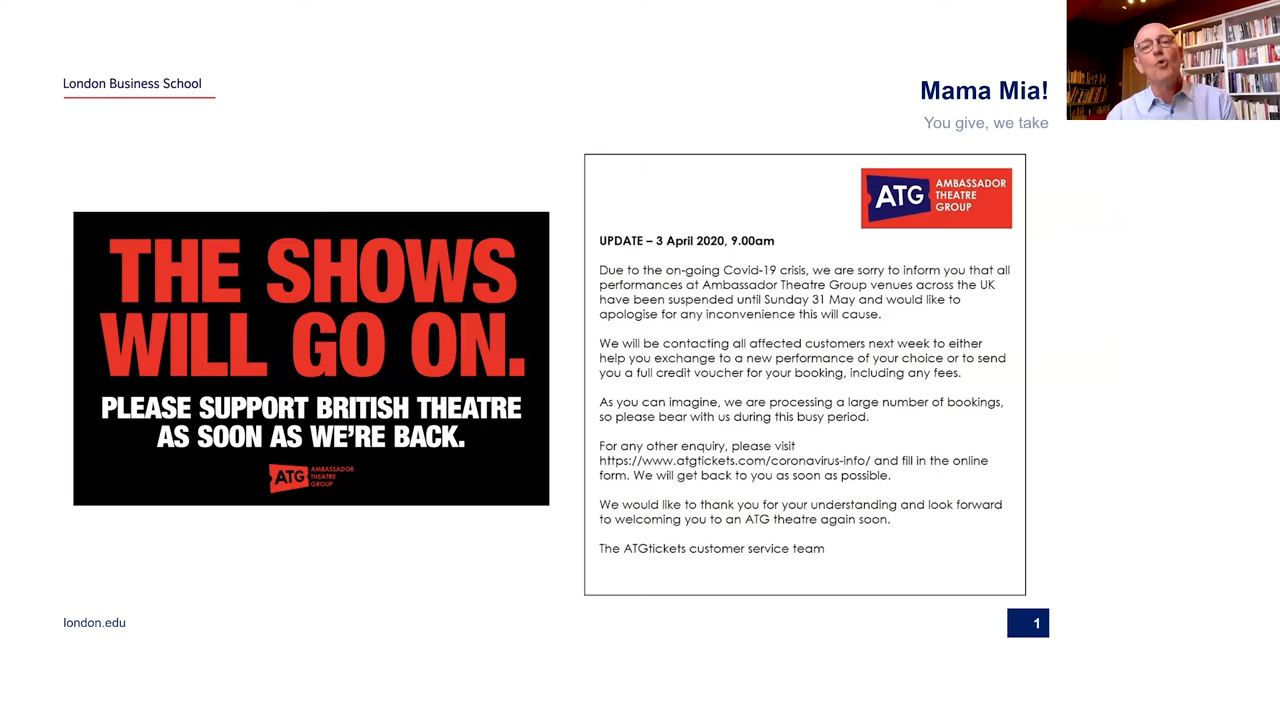 London Business School
Mama Mia!
You give, we take
THE SHOWS
WILL GO ON.
PLEASE SUPPORT BRITISH THEATRE
AS SOON AS WE'RE BACK.
ATG AMBASSADOR
THEATRE
GROUP
ATG AMBASSADOR
THEATRE
GROUP
UPDATE – 3 April 2020, 9.00am
Due to the on-going Covid-19 crisis, we are sorry to inform you that all
performances at Ambassador Theatre Group venues across the UK
have been suspended until Sunday 31 May and would like to
apologise for any inconvenience this will cause.
We will be contacting all affected customers next week to either
help you exchange to a new performance of your choice or to send
you a full credit voucher for your booking, including any fees.
As you can imagine, we are processing a large number of bookings,
so please bear with us during this busy period.
For any other enquiry, please visit
https://www.atgtickets.com/coronavirus-info/ and fill in the online
form. We will get back to you as soon as possible.
We would like to thank you for your understanding and look forward
to welcoming you to an ATG theatre again soon.
The ATGtickets customer service team
london.edu
1